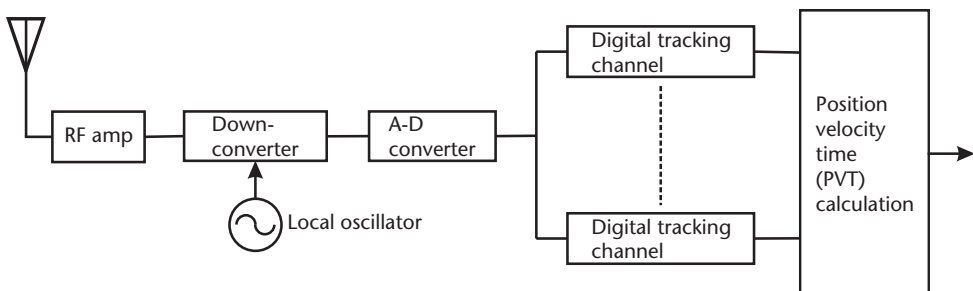 RF amp
Down-
converter
Local oscillator
A-D
converter
Digital tracking
channel
Digital tracking
channel
Position
velocity
time
(PVT)
calculation